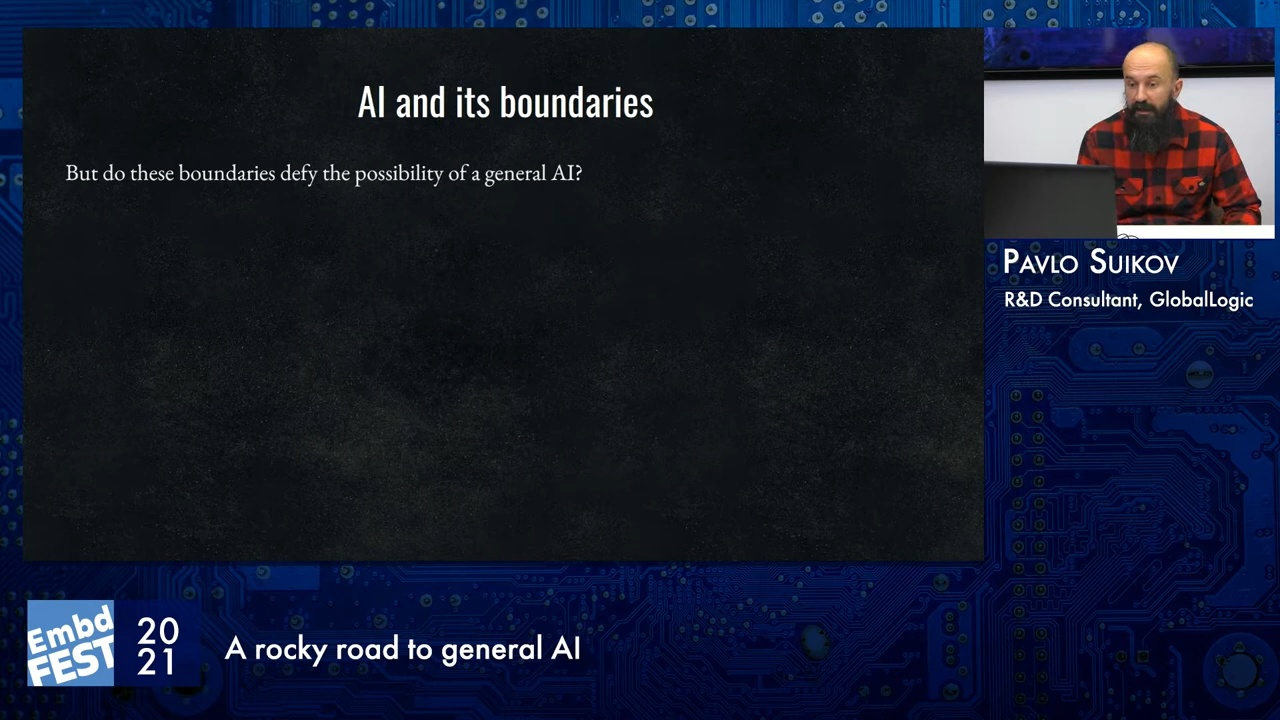 AI and its boundaries
But do these boundaries defy the possibility of a general AI?
Pavlo Suikov
R&D Consultant, GlobalLogic
Embd
FEST
20
21
A rocky road to general AI